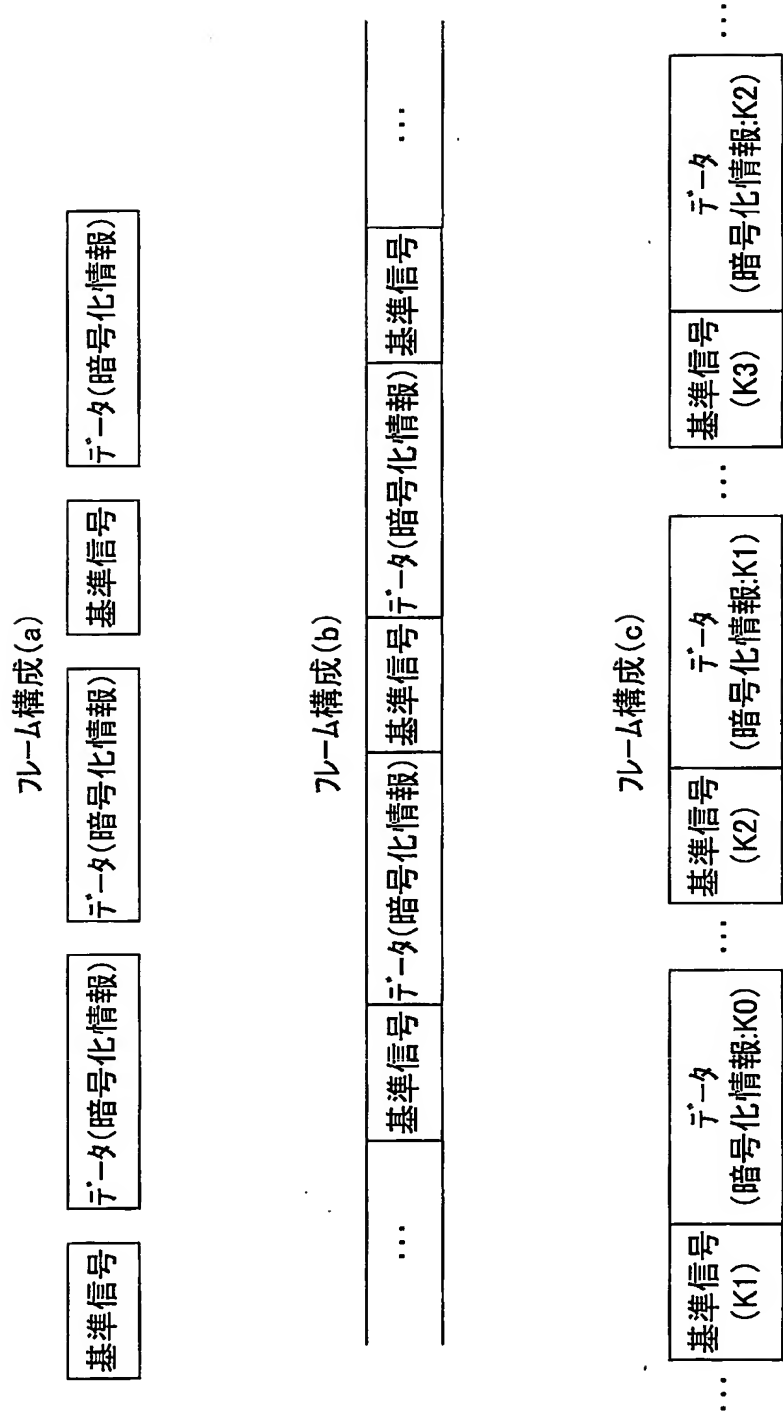 フレーム構成(a)
基準信号
データ(暗号化情報)
データ(暗号化情報)
基準信号
データ(暗号化情報)
フレーム構成(b)
…
基準信号
データ(暗号化情報)
基準信号
データ(暗号化情報)
基準信号
…
フレーム構成(c)
…
基準信号
(K1)
データ
(暗号化情報:K0)
…
基準信号
(K2)
データ
(暗号化情報:K1)
…
基準信号
(K3)
データ
(暗号化情報:K2)
…